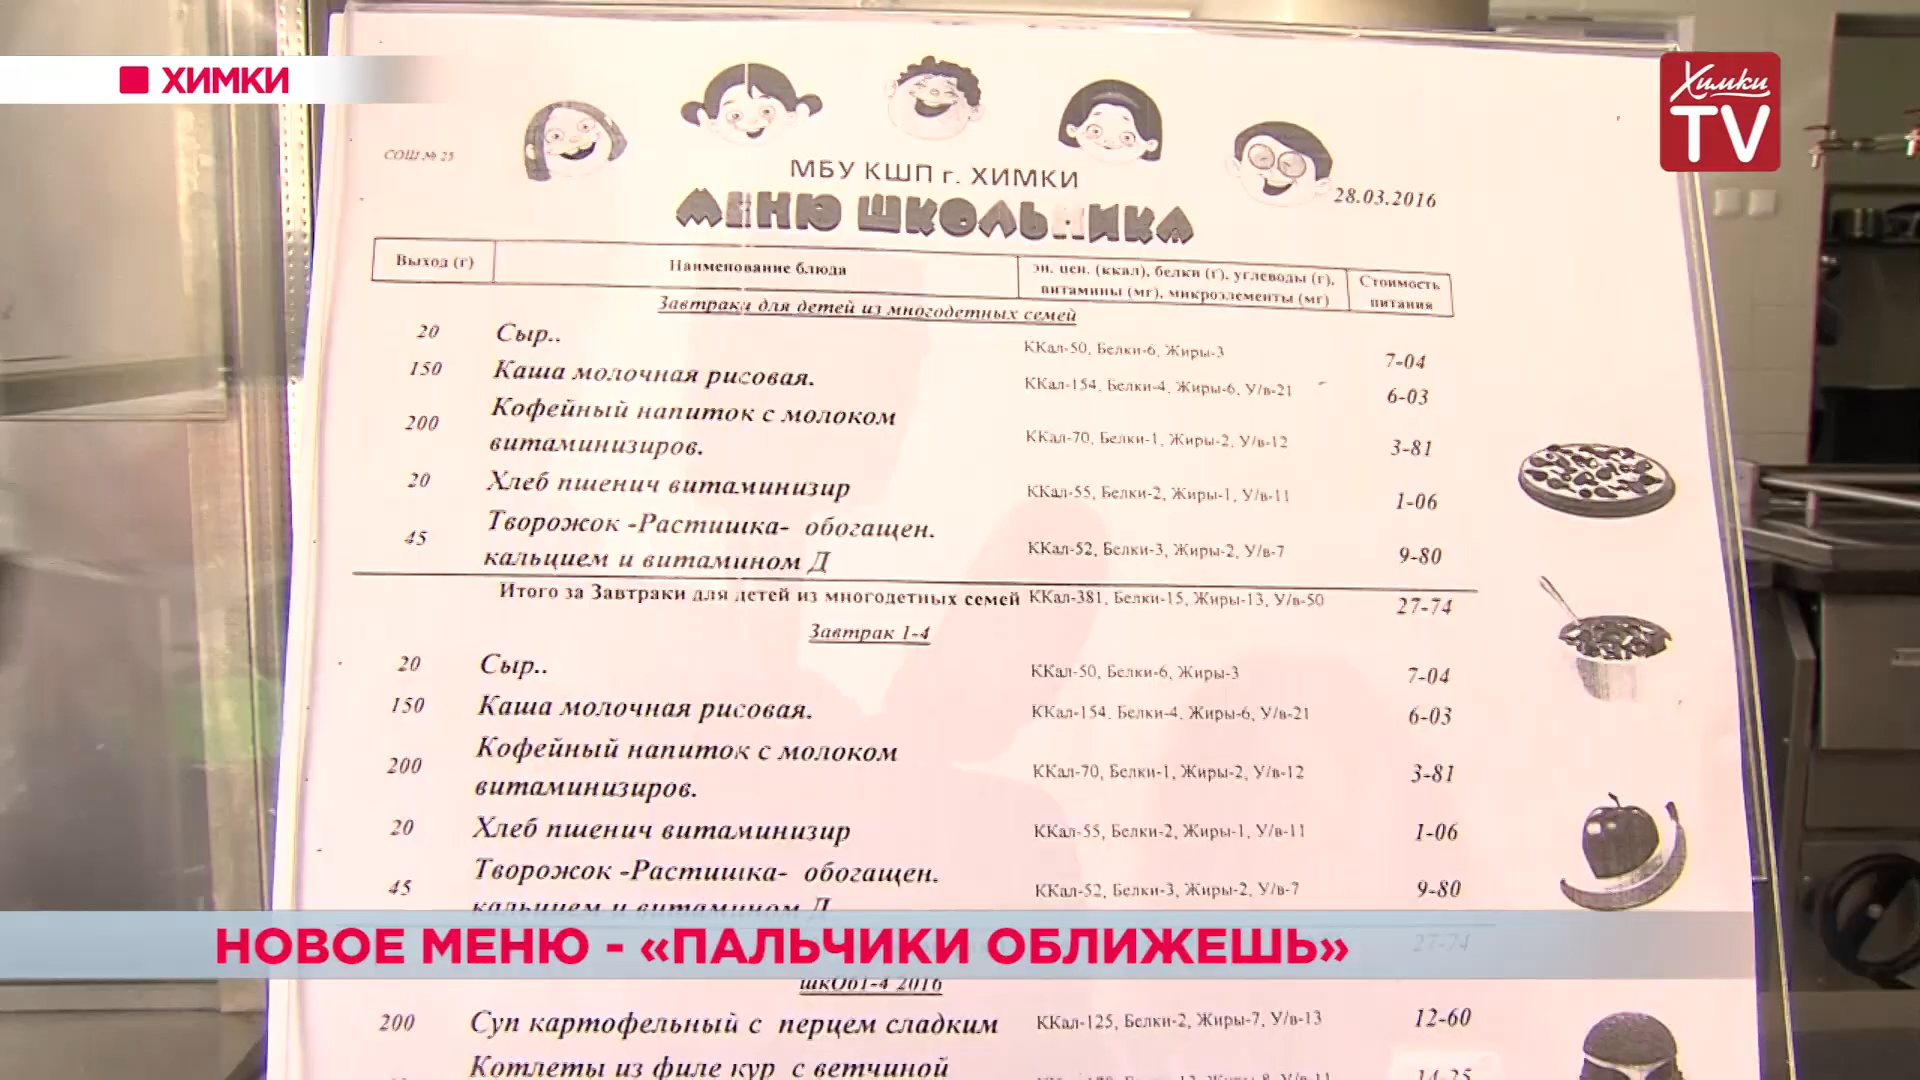 ХИМКИ
Химки
TV
СОШ № 25
МБУ КШП г. ХИМКИ
28.03.2016
МЕНЮ ШКОЛЬНИКА
Выход (г) Наименование блюда эн. цен. (ккал), белки (г), углеводы (г), Стоимость
витамины (мг), микроэлементы (мг) питания
Завтраки для детей из многодетных семей
20 Сыр.. ККал-50, Белки-6, Жиры-3 7-04
150 Каша молочная рисовая. ККал-154, Белки-4, Жиры-6, У/в-21 6-03
200 Кофейный напиток с молоком ККал-70, Белки-1, Жиры-2, У/в-12 3-81
витаминизиров.
20 Хлеб пшенич витаминизир ККал-55, Белки-2, Жиры-1, У/в-11 1-06
45 Творожок -Растишка- обогащен. ККал-52, Белки-3, Жиры-2, У/в-7 9-80
кальцием и витамином Д
Итого за Завтраки для детей из многодетных семей ККал-381, Белки-15, Жиры-13, У/в-50 27-74
Завтрак 1-4
20 Сыр.. ККал-50, Белки-6, Жиры-3 7-04
150 Каша молочная рисовая. ККал-154, Белки-4, Жиры-6, У/в-21 6-03
200 Кофейный напиток с молоком ККал-70, Белки-1, Жиры-2, У/в-12 3-81
витаминизиров.
20 Хлеб пшенич витаминизир ККал-55, Белки-2, Жиры-1, У/в-11 1-06
45 Творожок -Растишка- обогащен. ККал-52, Белки-3, Жиры-2, У/в-7 9-80
кальцием и витамином Д
27-74
НОВОЕ МЕНЮ - «ПАЛЬЧИКИ ОБЛИЖЕШЬ»
шкОб1-4 2016
200 Суп картофельный с перцем сладким ККал-125, Белки-2, Жиры-7, У/в-13 12-60
Котлеты из филе кур с ветчиной 14-25